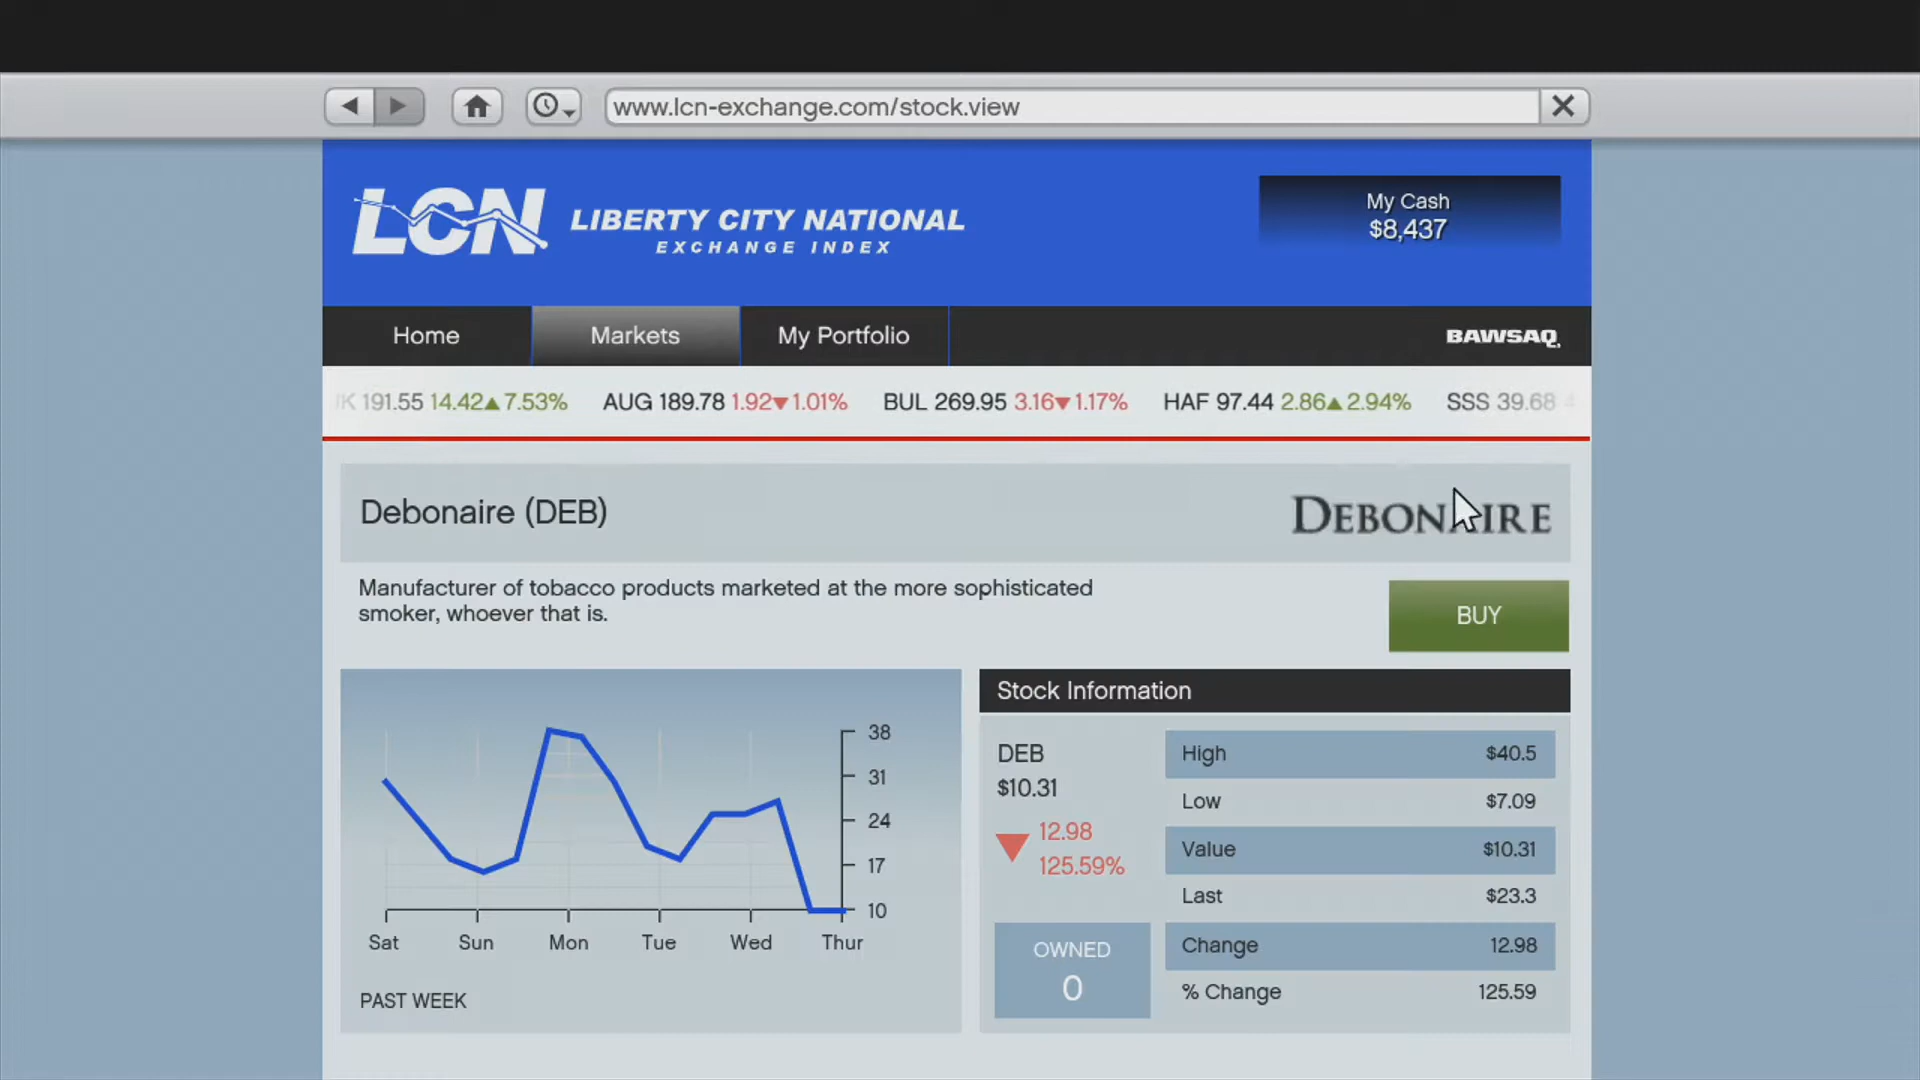 www.lcn-exchange.com/stock.view
LCN LIBERTY CITY NATIONAL
EXCHANGE INDEX
My Cash
$8,437
Home Markets My Portfolio BAWSAQ
K 191.55 14.42▲7.53% AUG 189.78 1.92▼1.01% BUL 269.95 3.16▼1.17% HAF 97.44 2.86▲2.94% SSS 39.68
Debonaire (DEB) DEBONAIRE
Manufacturer of tobacco products marketed at the more sophisticated
smoker, whoever that is.
BUY
38
31
24
17
10
Sat Sun Mon Tue Wed Thur
PAST WEEK
Stock Information
DEB
$10.31
12.98
125.59%
OWNED
0
High $40.5
Low $7.09
Value $10.31
Last $23.3
Change 12.98
% Change 125.59